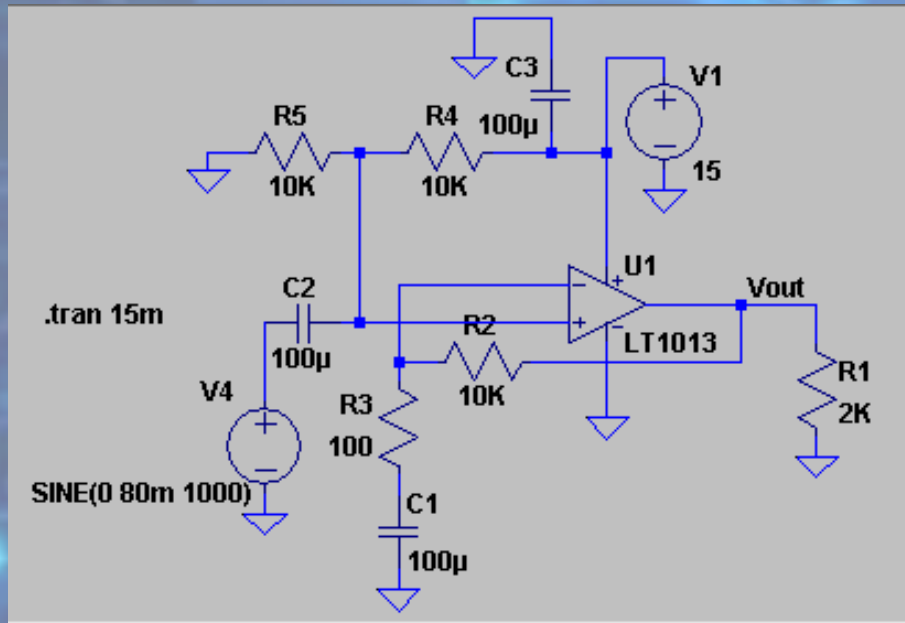 C3
V1
R5
R4
100µ
10K
10K
15
U1
C2
Vout
.tran 15m
R2
LT1013
100µ
R1
V4
10K
R3
2K
100
SINE(0 80m 1000)
C1
100µ